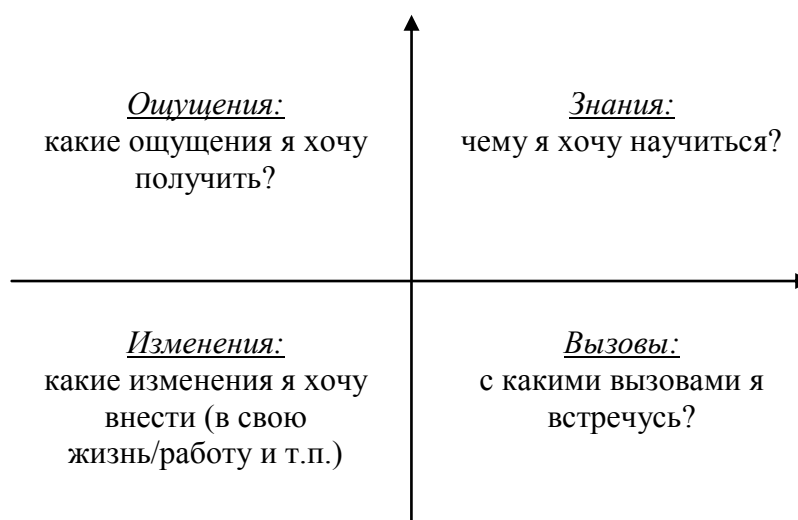 Ощущения:
какие ощущения я хочу
получить?
Знания:
чему я хочу научиться?
Изменения:
какие изменения я хочу
внести (в свою
жизнь/работу и т.п.)
Вызовы:
с какими вызовами я
встречусь?